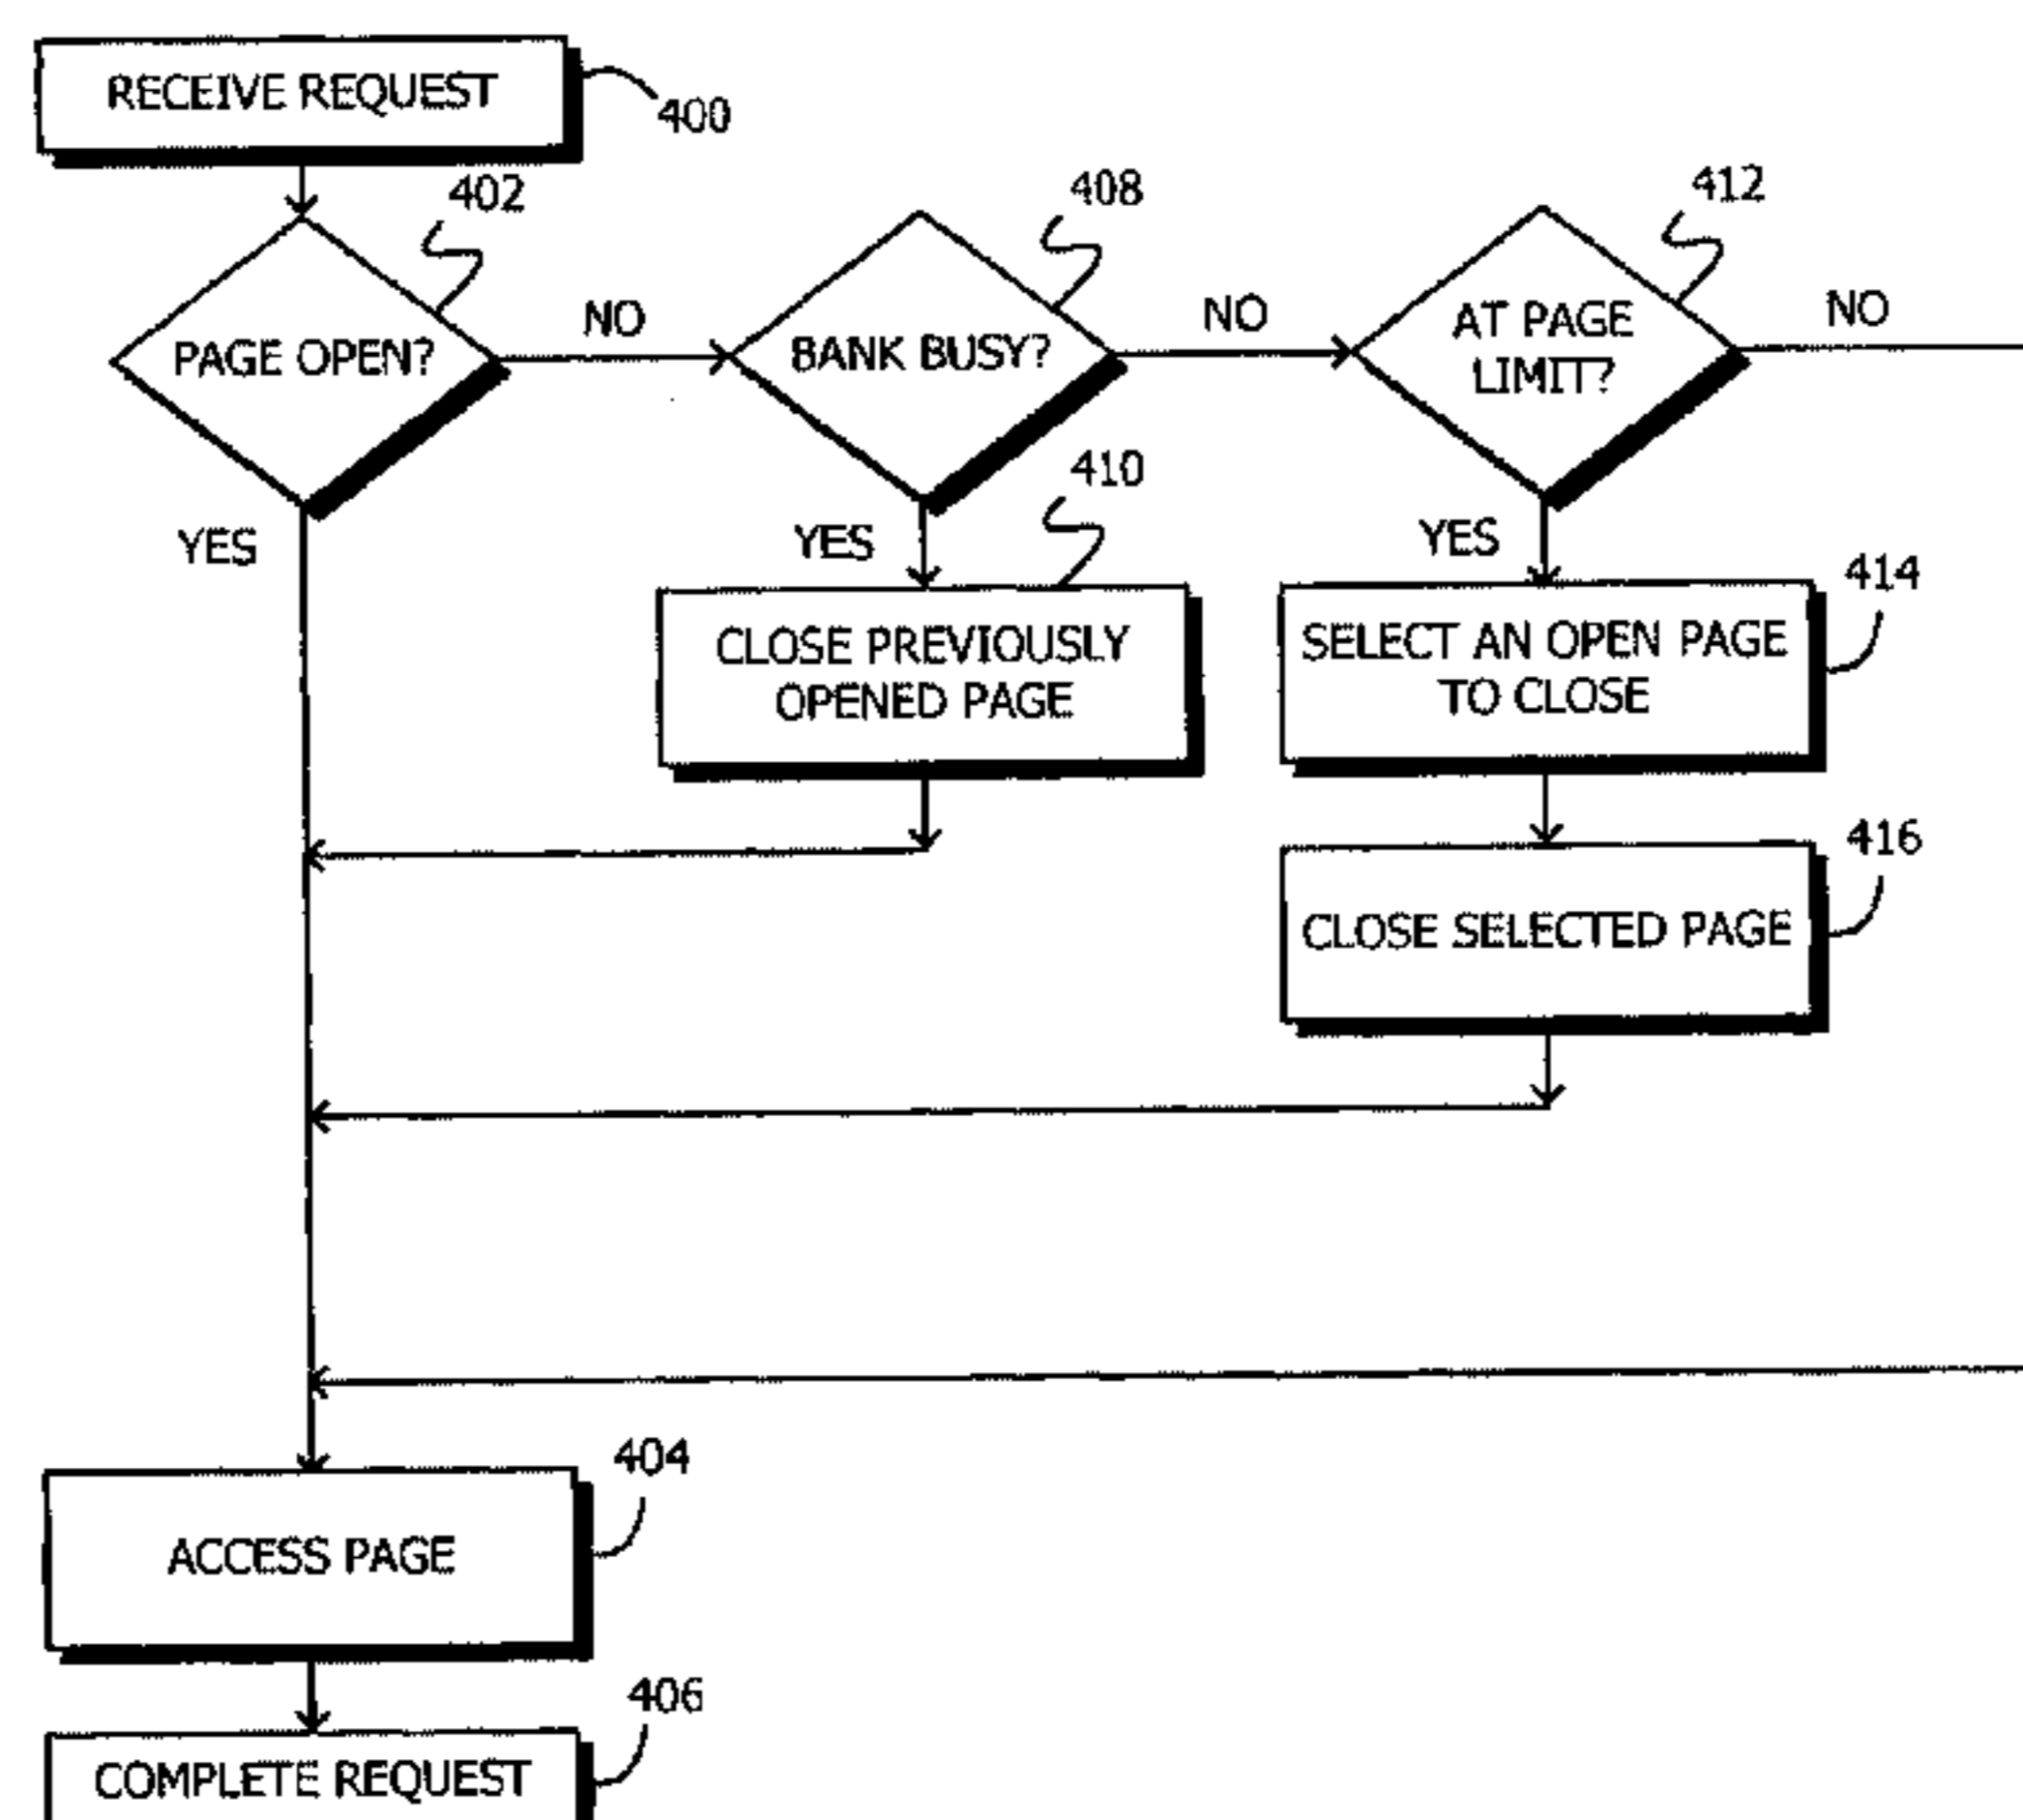 RECEIVE REQUEST
400
402
408
412
PAGE OPEN?
NO
BANK BUSY?
NO
AT PAGE
LIMIT?
NO
YES
410
YES
YES
CLOSE PREVIOUSLY
OPENED PAGE
414
SELECT AN OPEN PAGE
TO CLOSE
416
CLOSE SELECTED PAGE
404
ACCESS PAGE
406
COMPLETE REQUEST